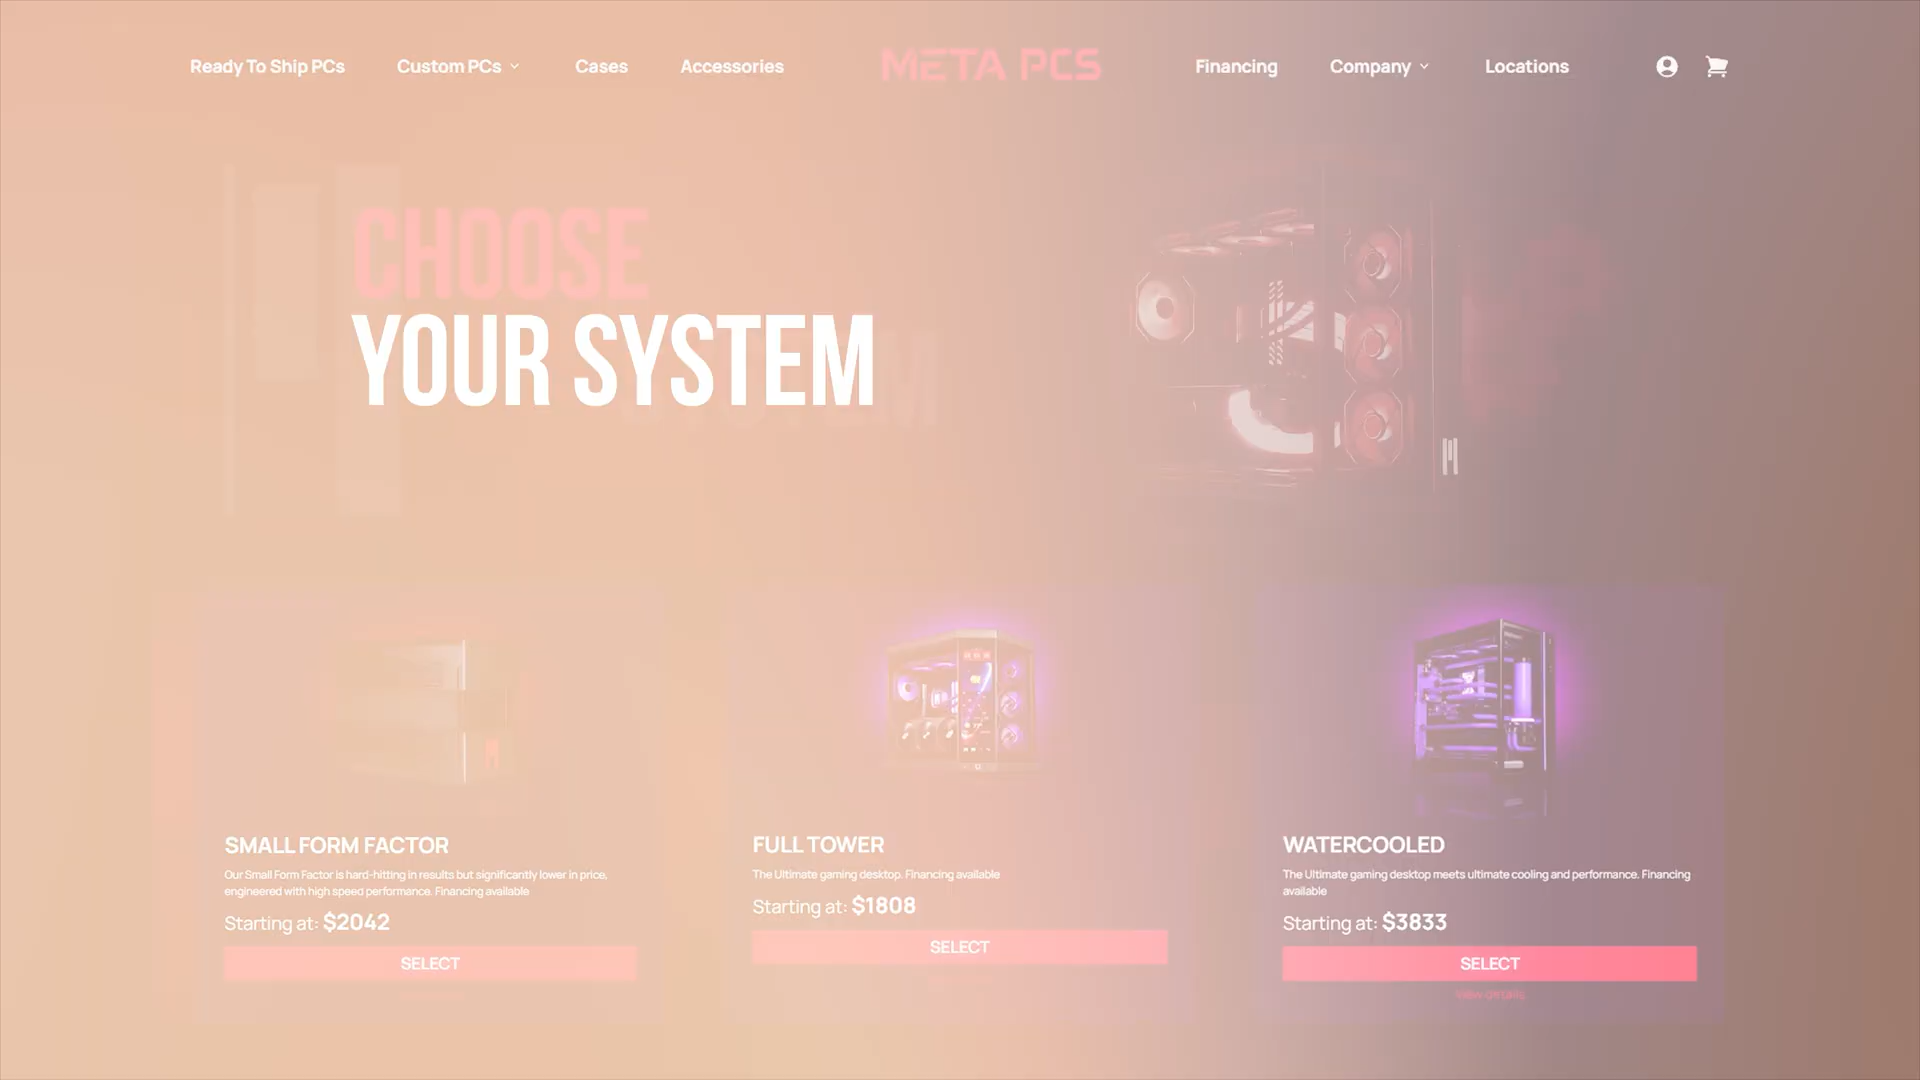 Ready To Ship PCs
Custom PCs
Cases
Accessories
META PCS
Financing
Company
Locations
CHOOSE
YOUR SYSTEM
SMALL FORM FACTOR
Our Small Form Factor is hard-hitting in results but significantly lower in price,
engineered with high speed performance. Financing available
Starting at: $2042
SELECT
FULL TOWER
The Ultimate gaming desktop. Financing available
Starting at: $1808
SELECT
WATERCOOLED
The Ultimate gaming desktop meets ultimate cooling and performance. Financing
available
Starting at: $3833
SELECT
View details